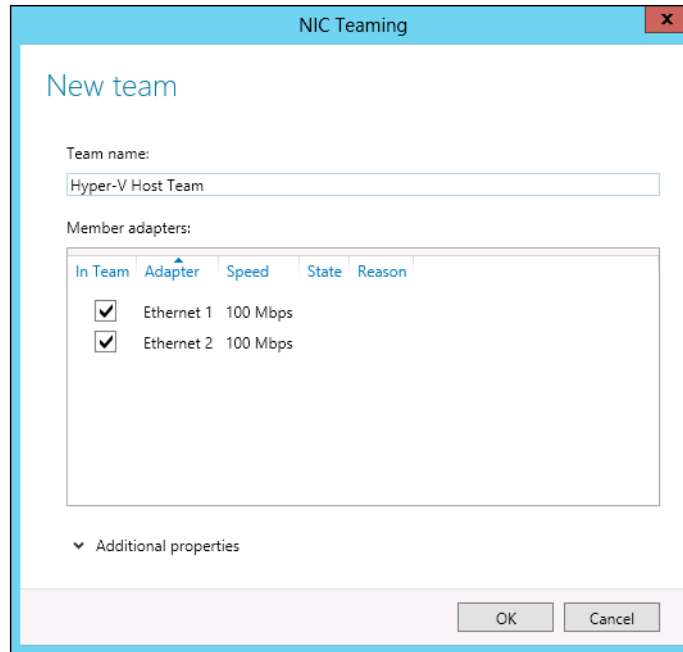 NIC Teaming
x
New team
Team name:
Hyper-V Host Team
Member adapters:
In Team Adapter Speed State Reason
Ethernet 1 100 Mbps
Ethernet 2 100 Mbps
Additional properties
OK Cancel